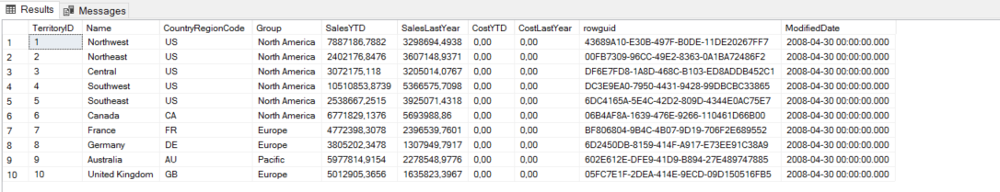 Results Messages
TerritoryID Name CountryRegionCode Group SalesYTD SalesLastYear CostYTD CostLastYear rowguid ModifiedDate
1 1 Northwest US North America 7887186,7882 3298694,4938 0,00 0,00 43689A10-E30B-497F-B0DE-11DE20267FF7 2008-04-30 00:00:00.000
2 2 Northeast US North America 2402176,8476 3607148,9371 0,00 0,00 00FB7309-96CC-49E2-8363-0A1BA72486F2 2008-04-30 00:00:00.000
3 3 Central US North America 3072175,118 3205014,0767 0,00 0,00 DF6E7FD8-1A8D-468C-B103-ED8ADDB452C1 2008-04-30 00:00:00.000
4 4 Southwest US North America 10510853,8739 5366575,7098 0,00 0,00 DC3E9EA0-7950-4431-9428-99DBCBC33865 2008-04-30 00:00:00.000
5 5 Southeast US North America 2538667,2515 3925071,4318 0,00 0,00 6DC4165A-5E4C-42D2-809D-4344E0AC75E7 2008-04-30 00:00:00.000
6 6 Canada CA North America 6771829,1376 5693988,86 0,00 0,00 06B4AF8A-1639-476E-9266-110461D66B00 2008-04-30 00:00:00.000
7 7 France FR Europe 4772398,3078 2396539,7601 0,00 0,00 BF806804-9B4C-4B07-9D19-706F2E689552 2008-04-30 00:00:00.000
8 8 Germany DE Europe 3805202,3478 1307949,7917 0,00 0,00 6D2450DB-8159-414F-A917-E73EE91C38A9 2008-04-30 00:00:00.000
9 9 Australia AU Pacific 5977814,9154 2278548,9776 0,00 0,00 602E612E-DFE9-41D9-B894-27E489747885 2008-04-30 00:00:00.000
10 10 United Kingdom GB Europe 5012905,3656 1635823,3967 0,00 0,00 05FC7E1F-2DEA-414E-9ECD-09D150516FB5 2008-04-30 00:00:00.000